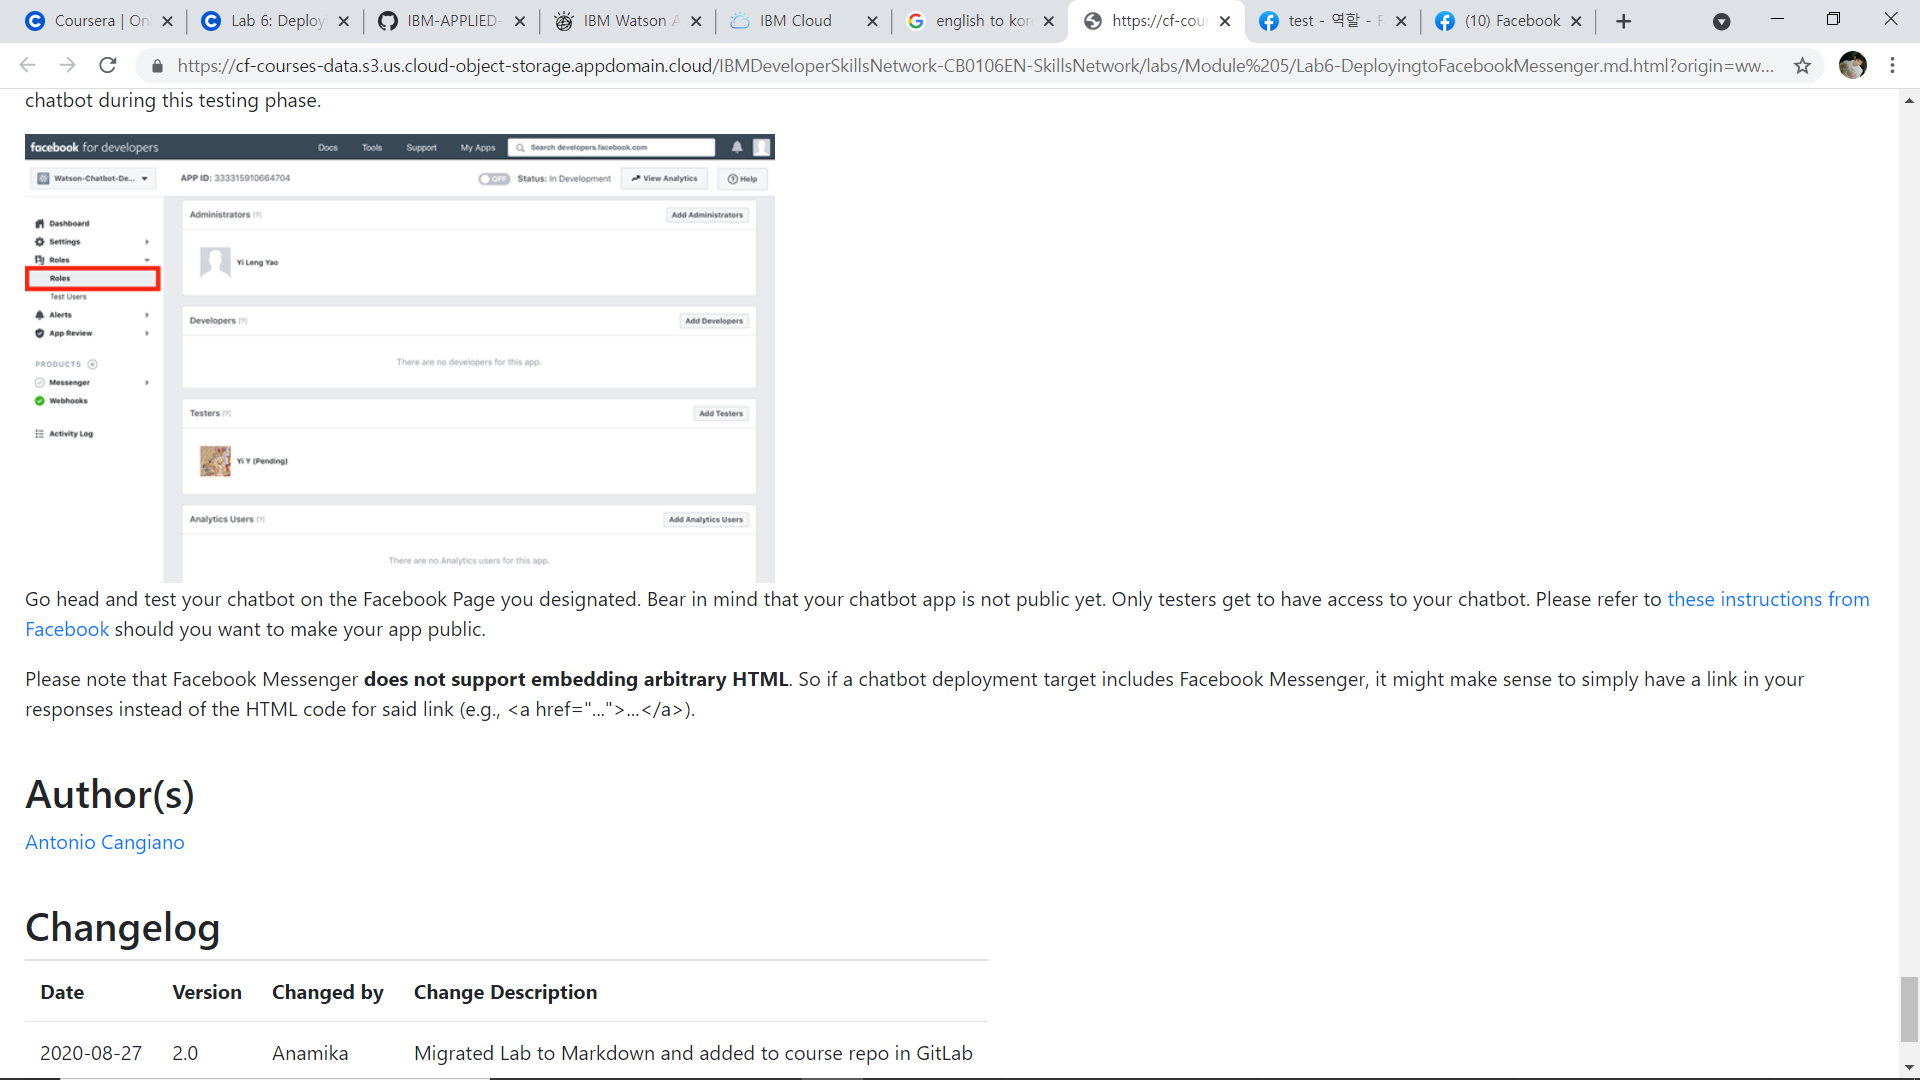 Coursera | On
Lab 6: Deploy
IBM-APPLIED-
IBM Watson A
IBM Cloud
english to kor
https://cf-cour
test - 역할 - F
(10) Facebook
https://cf-courses-data.s3.us.cloud-object-storage.appdomain.cloud/IBMDeveloperSkillsNetwork-CB0106EN-SkillsNetwork/labs/Module%205/Lab6-DeployingtoFacebookMessenger.md.html?origin=ww...
chatbot during this testing phase.
facebook for developers
Docs
Tools
Support
My Apps
Search developers.facebook.com
Watson-Chatbot-De...
APP ID: 333315910664704
OFF
Status: In Development
View Analytics
Help
Dashboard
Settings
Roles
Roles
Test Users
Alerts
App Review
PRODUCTS
Messenger
Webhooks
Activity Log
Administrators [?]
Add Administrators
Yi Leng Yao
Developers [?]
Add Developers
There are no developers for this app.
Testers [?]
Add Testers
Yi Y (Pending)
Analytics Users [?]
Add Analytics Users
There are no Analytics users for this app.
Go head and test your chatbot on the Facebook Page you designated. Bear in mind that your chatbot app is not public yet. Only testers get to have access to your chatbot. Please refer to these instructions from
Facebook should you want to make your app public.
Please note that Facebook Messenger does not support embedding arbitrary HTML. So if a chatbot deployment target includes Facebook Messenger, it might make sense to simply have a link in your
responses instead of the HTML code for said link (e.g., <a href="...">...</a>).
Author(s)
Antonio Cangiano
Changelog
Date Version Changed by Change Description
2020-08-27 2.0 Anamika Migrated Lab to Markdown and added to course repo in GitLab